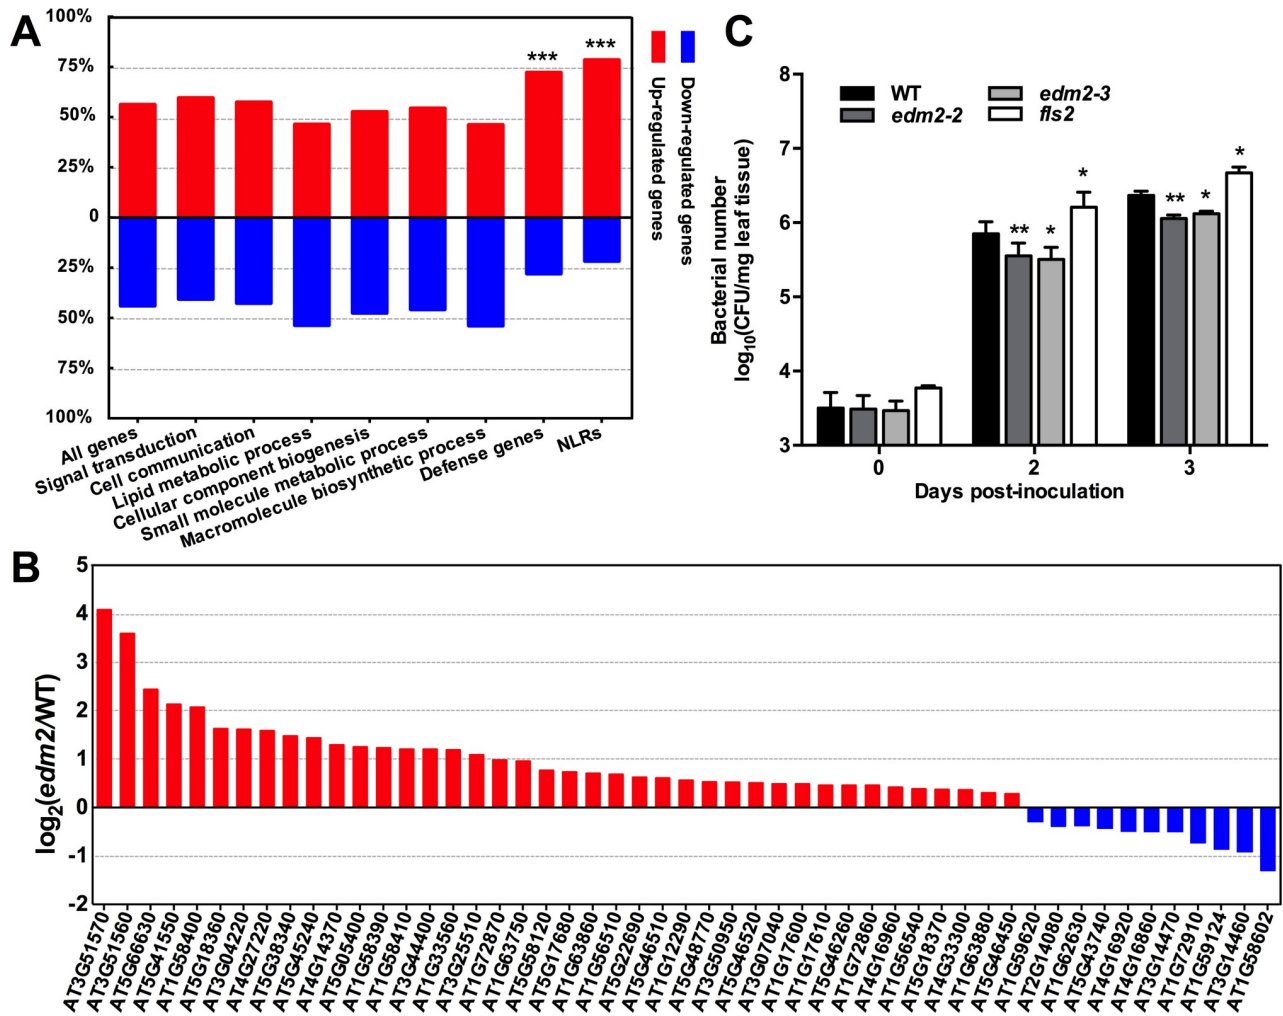 A
100%
75%
50%
25%
0
25%
50%
75%
100%
***
***
Up-regulated genes
Down-regulated genes
All genes
Signal transduction
Cell communication
Lipid metabolic process
Cellular component biogenesis
Small molecule metabolic process
Macromolecule biosynthetic process
Defense genes
NLRs
C
Bacterial number
log10(CFU/mg leaf tissue)
8
7
6
5
4
3
WT
edm2-2
edm2-3
fls2
**
*
*
**
*
*
0
2
3
Days post-inoculation
B
log2(edm2/WT)
5
4
3
2
1
0
-1
-2
AT3G51570
AT3G51560
AT5G66630
AT5G41550
AT1G58400
AT5G18360
AT3G04220
AT1G27220
AT4G38340
AT5G45240
AT4G14370
AT5G05400
AT1G58390
AT1G58410
AT3G44400
AT1G33560
AT3G25510
AT1G72870
AT1G63750
AT5G58120
AT5G17680
AT1G63860
AT1G56510
AT5G22690
AT5G46510
AT1G12290
AT5G48770
AT3G50950
AT5G46520
AT3G07040
AT1G17600
AT1G17610
AT5G46260
AT1G72860
AT4G16960
AT1G56540
AT5G16370
AT4G33300
AT1G63880
AT5G46450
AT1G59620
AT2G14080
AT1G62630
AT5G43740
AT4G16920
AT4G16860
AT3G14470
AT1G72910
AT1G59124
AT3G14460
AT1G58602